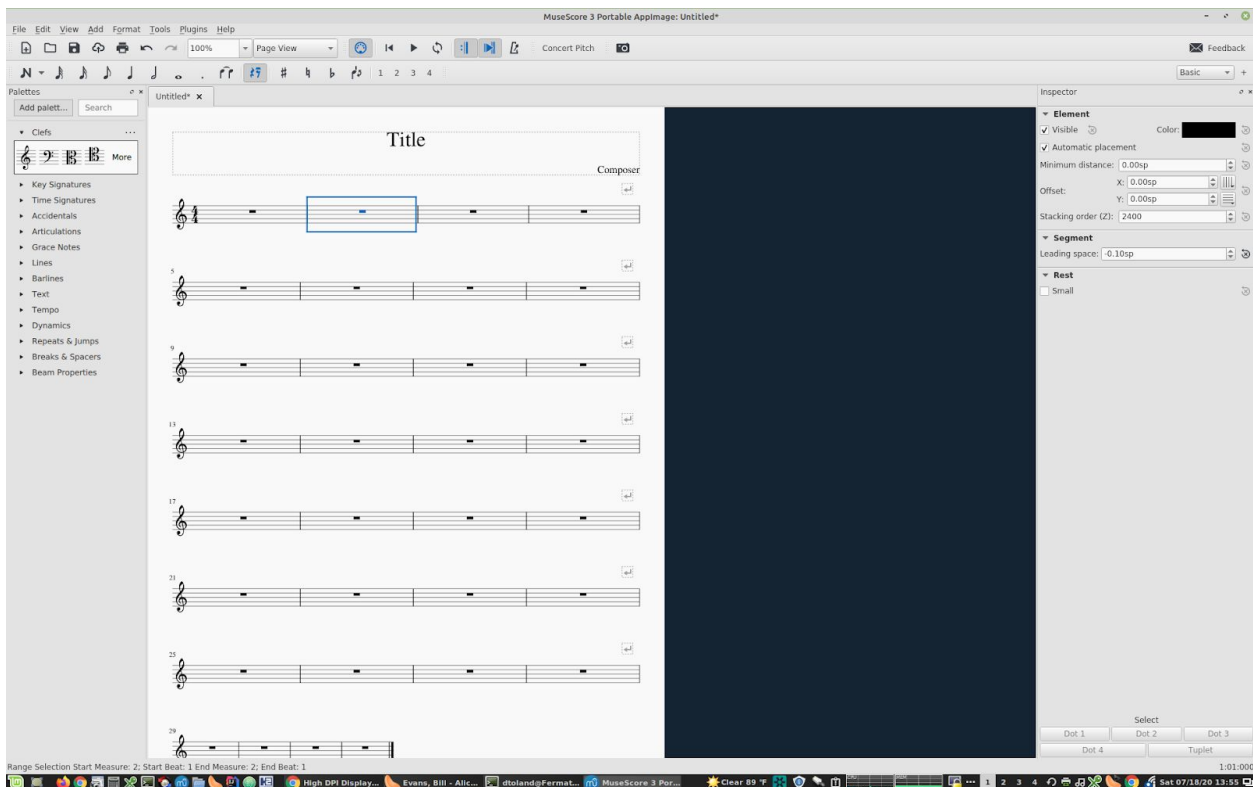 MuseScore 3 Portable AppImage: Untitled*
File Edit View Add Format Tools Plugins Help
100% Page View Concert Pitch Feedback
1 2 3 4 Basic +
Palettes
Untitled*
Inspector
Add palett... Search
Clefs ...
More
Key Signatures
Time Signatures
Accidentals
Articulations
Grace Notes
Lines
Barlines
Text
Tempo
Dynamics
Repeats & Jumps
Breaks & Spacers
Beam Properties
Title
Composer
4
4
5
9
13
17
21
25
29
Element
Visible Color:
Automatic placement
Minimum distance: 0.00sp
Offset: X: 0.00sp
Y: 0.00sp
Stacking order (Z): 2400
Segment
Leading space: -0.10sp
Rest
Small
Select
Dot 1 Dot 2 Dot 3
Dot 4 Tuplet
Range Selection Start Measure: 2; Start Beat: 1 End Measure: 2; End Beat: 1 1:01:000
High DPI Display... Evans, Bill - Alic... dtoland@Fermat... MuseScore 3 Por... Clear 89 °F 1 2 3 4 Sat 07/18/20 13:55